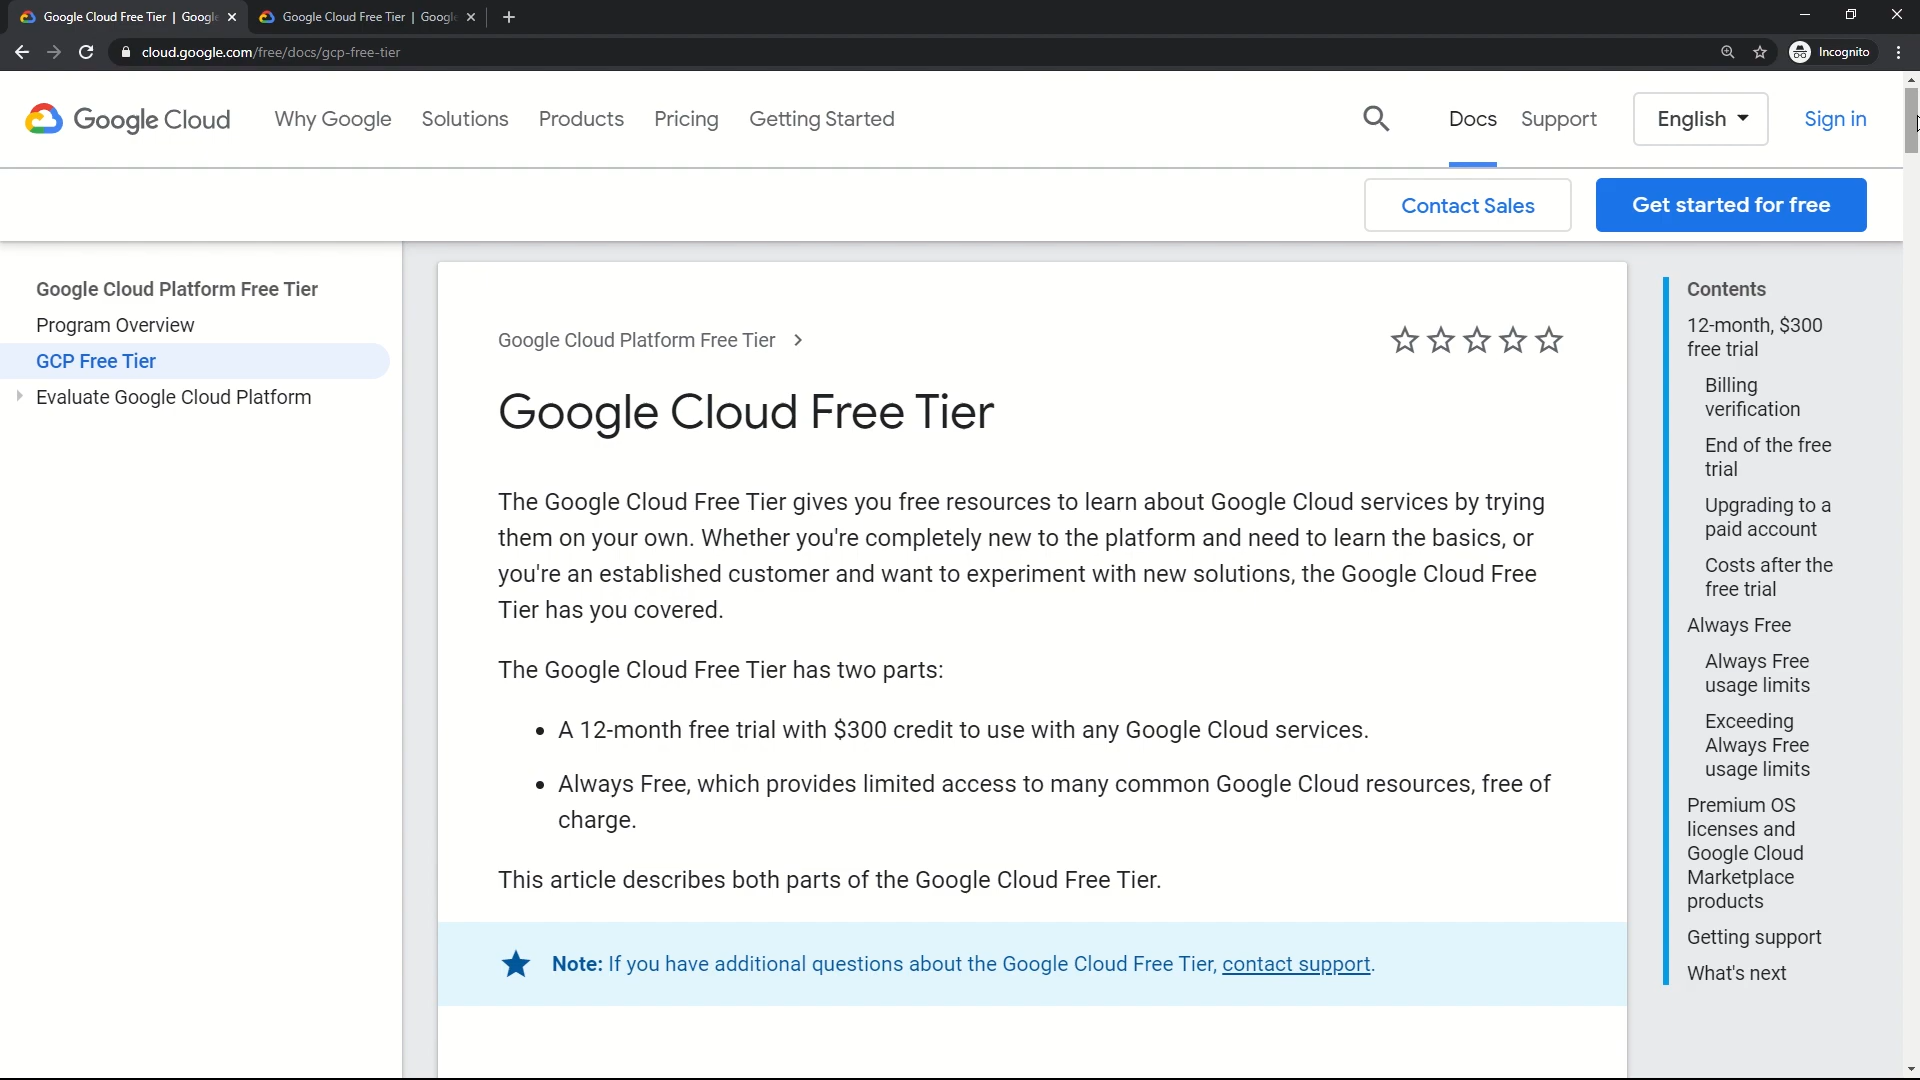 Google Cloud Free Tier | Google
Google Cloud Free Tier | Google
cloud.google.com/free/docs/gcp-free-tier
Incognito
Google Cloud
Why Google
Solutions
Products
Pricing
Getting Started
Docs
Support
English
Sign in
Contact Sales
Get started for free
Google Cloud Platform Free Tier
Program Overview
GCP Free Tier
Evaluate Google Cloud Platform
Google Cloud Platform Free Tier
Google Cloud Free Tier
The Google Cloud Free Tier gives you free resources to learn about Google Cloud services by trying
them on your own. Whether you're completely new to the platform and need to learn the basics, or
you're an established customer and want to experiment with new solutions, the Google Cloud Free
Tier has you covered.
The Google Cloud Free Tier has two parts:
• A 12-month free trial with $300 credit to use with any Google Cloud services.
• Always Free, which provides limited access to many common Google Cloud resources, free of
charge.
This article describes both parts of the Google Cloud Free Tier.
Note: If you have additional questions about the Google Cloud Free Tier, contact support.
Contents
12-month, $300
free trial
Billing
verification
End of the free
trial
Upgrading to a
paid account
Costs after the
free trial
Always Free
Always Free
usage limits
Exceeding
Always Free
usage limits
Premium OS
licenses and
Google Cloud
Marketplace
products
Getting support
What's next